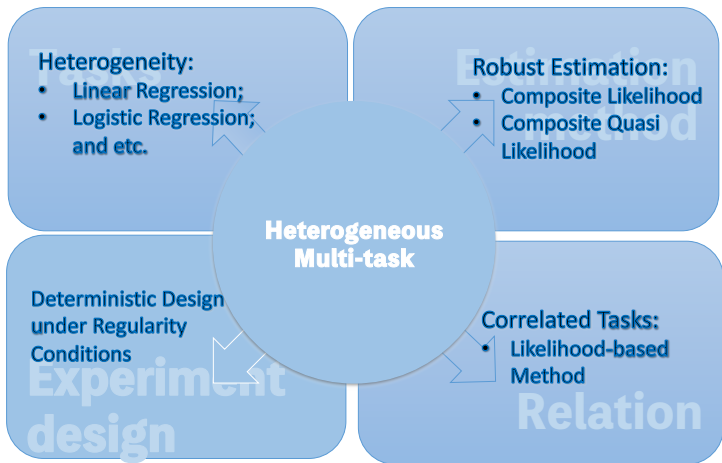 Tasks
Heterogeneity:
• Linear Regression;
• Logistic Regression;
and etc.
Estimation
method
Robust Estimation:
• Composite Likelihood
• Composite Quasi
Likelihood
Heterogeneous
Multi-task
Deterministic Design
under Regularity
Conditions
Experiment
design
Correlated Tasks:
• Likelihood-based
Method
Relation